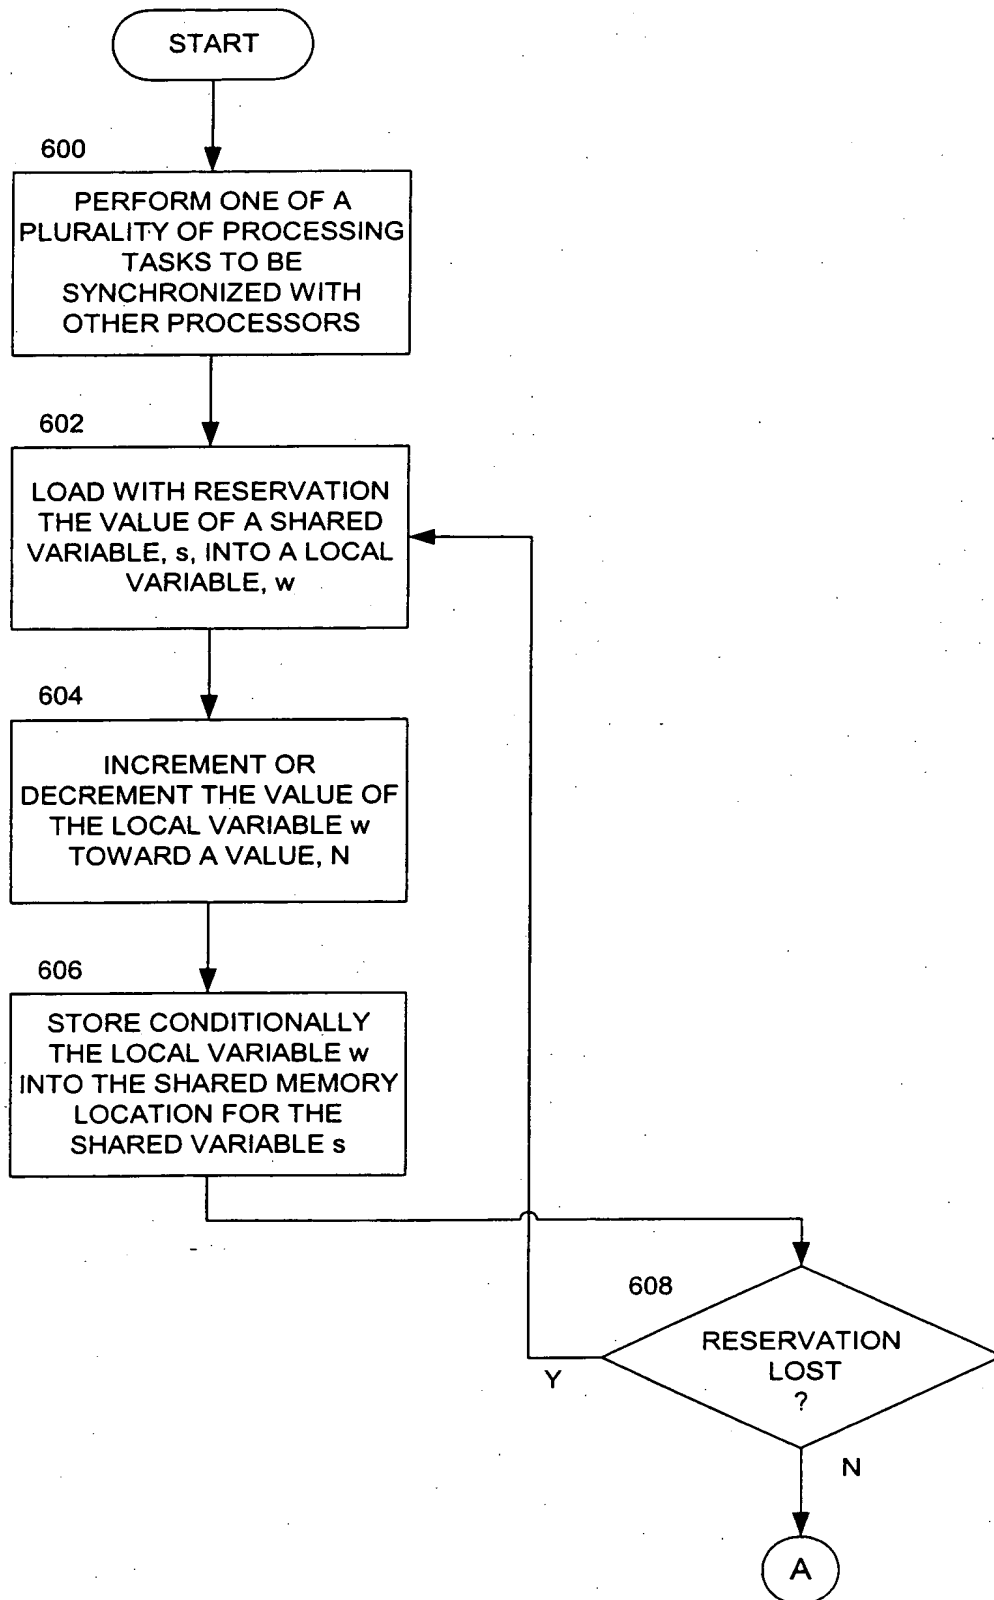 START
600
PERFORM ONE OF A
PLURALITY OF PROCESSING
TASKS TO BE
SYNCHRONIZED WITH
OTHER PROCESSORS
602
LOAD WITH RESERVATION
THE VALUE OF A SHARED
VARIABLE, s, INTO A LOCAL
VARIABLE, w
604
INCREMENT OR
DECREMENT THE VALUE OF
THE LOCAL VARIABLE w
TOWARD A VALUE, N
606
STORE CONDITIONALLY
THE LOCAL VARIABLE w
INTO THE SHARED MEMORY
LOCATION FOR THE
SHARED VARIABLE s
608
RESERVATION
LOST
?
Y
N
A